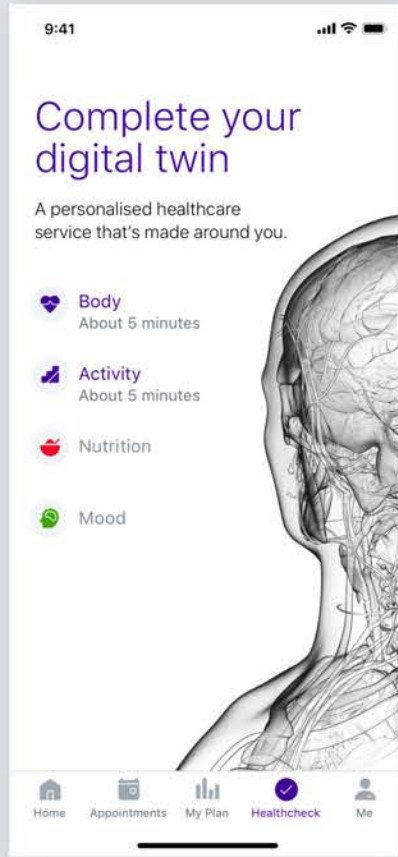 9:41
Complete your
digital twin
A personalised healthcare
service that's made around you.
Body
About 5 minutes
Activity
About 5 minutes
Nutrition
Mood
Home Appointments My Plan Healthcheck Me